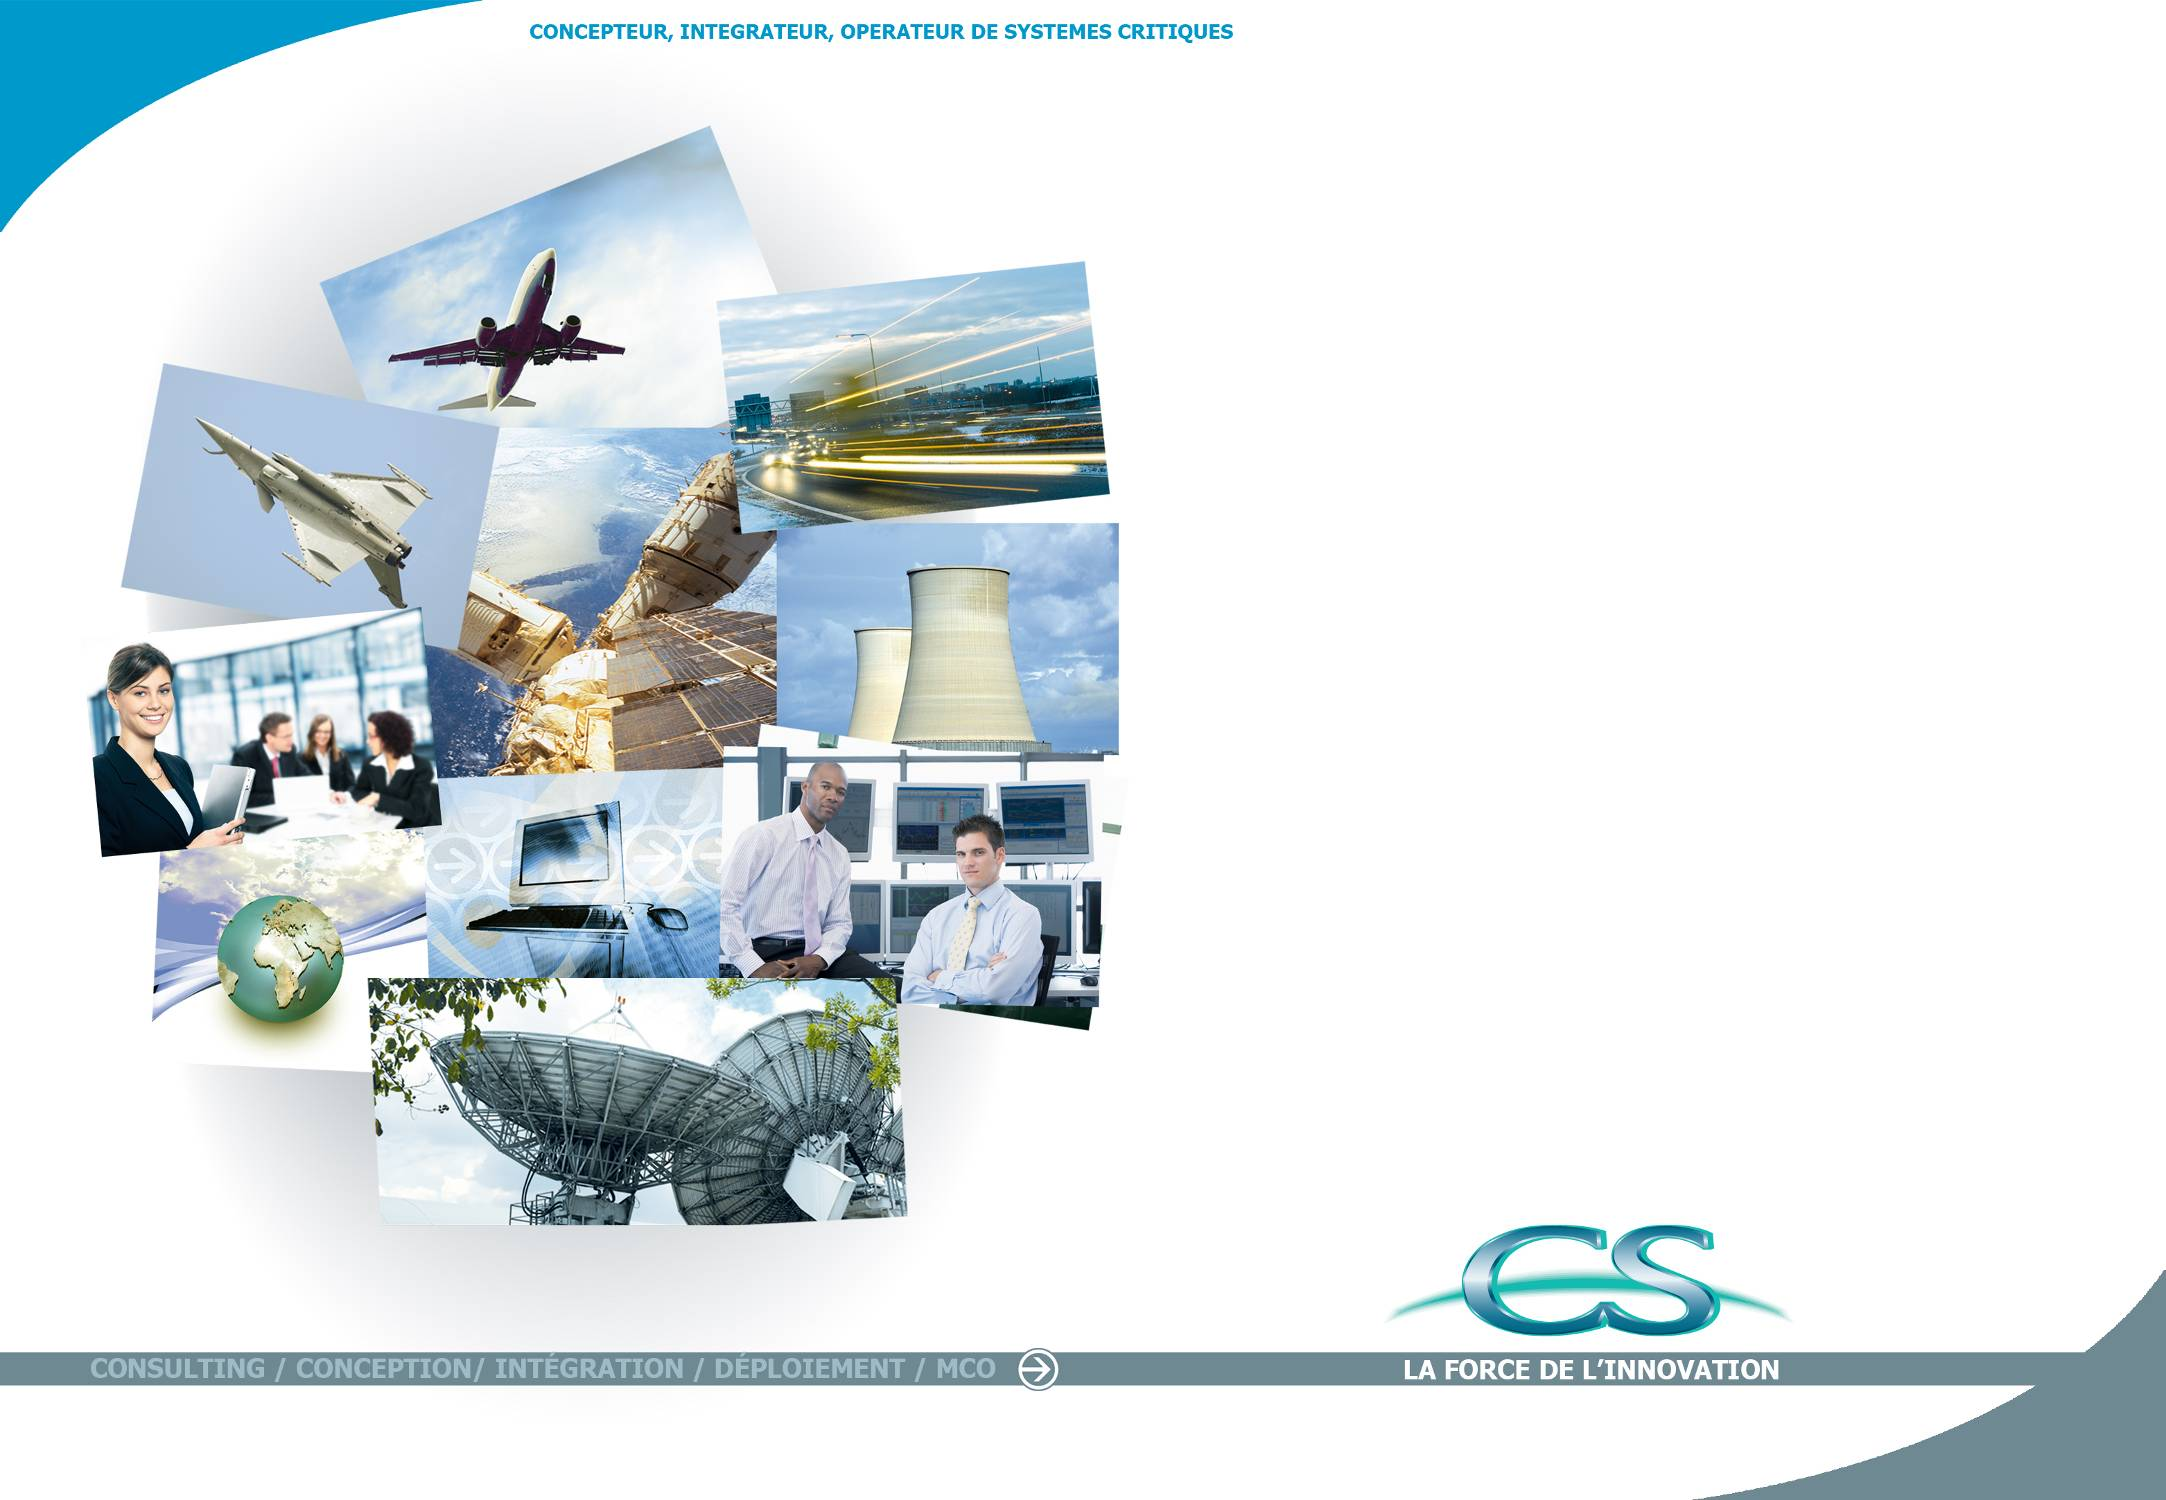 CONCEPTEUR, INTEGRATEUR, OPERATEUR DE SYSTEMES CRITIQUES
CS
CONSULTING / CONCEPTION/ INTÉGRATION / DÉPLOIEMENT / MCO
LA FORCE DE L’INNOVATION